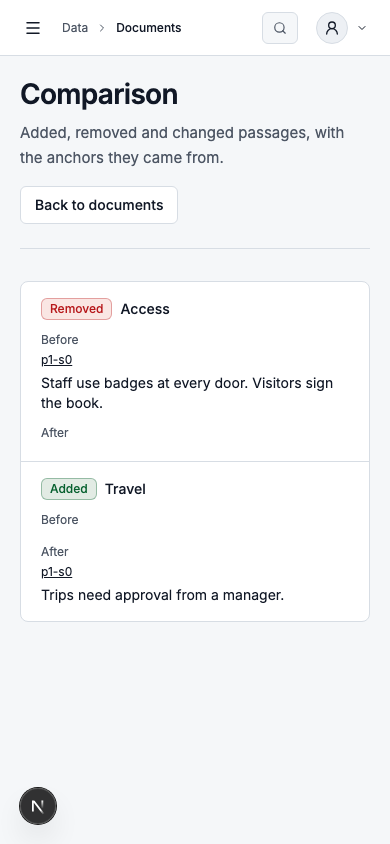 Data > Documents
Comparison
Added, removed and changed passages, with
the anchors they came from.
Back to documents
Removed Access
Before
p1-s0
Staff use badges at every door. Visitors sign
the book.
After
Added Travel
Before
After
p1-s0
Trips need approval from a manager.
N